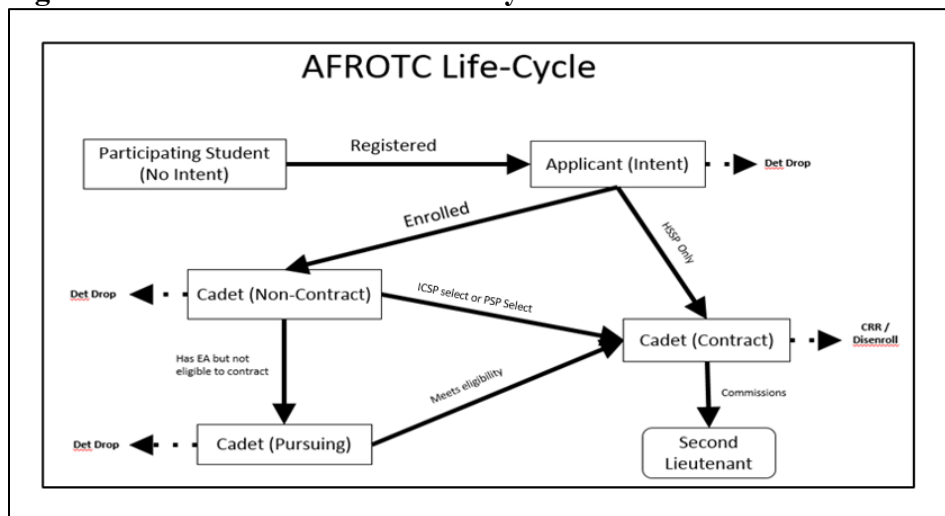 AFROTC Life-Cycle
Participating Student
(No Intent)
Registered
Applicant (Intent)
Det Drop
Enrolled
HSSP Only
Det Drop
Cadet (Non-Contract)
ICSP select or PSP Select
Cadet (Contract)
CRR /
Disenroll
Has EA but not
eligible to contract
Meets eligibility
Commissions
Det Drop
Cadet (Pursuing)
Second
Lieutenant